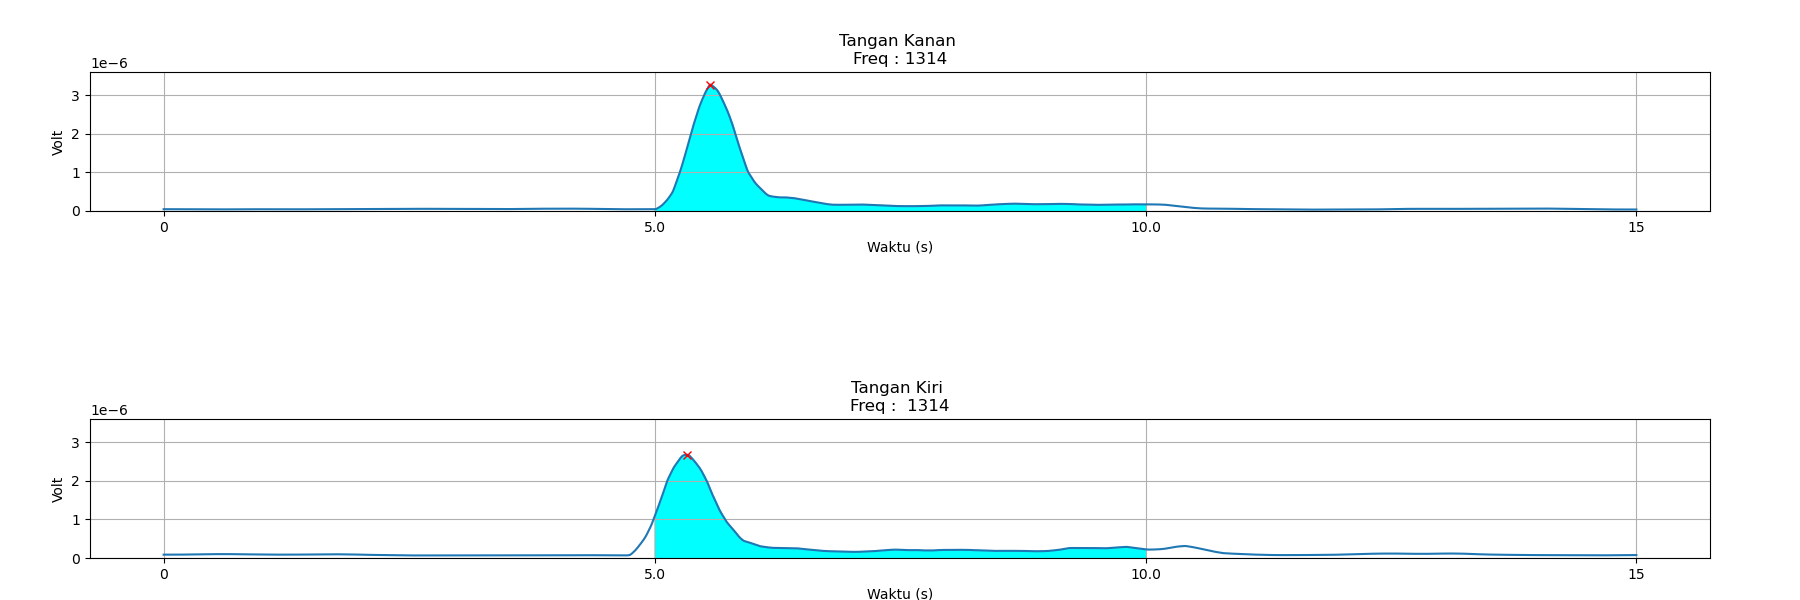 Tangan Kanan
Freq : 1314
1e−6
3
2
1
0
Volt
0 5.0 10.0 15
Waktu (s)
Tangan Kiri
Freq :  1314
1e−6
3
2
1
0
Volt
0 5.0 10.0 15
Waktu (s)